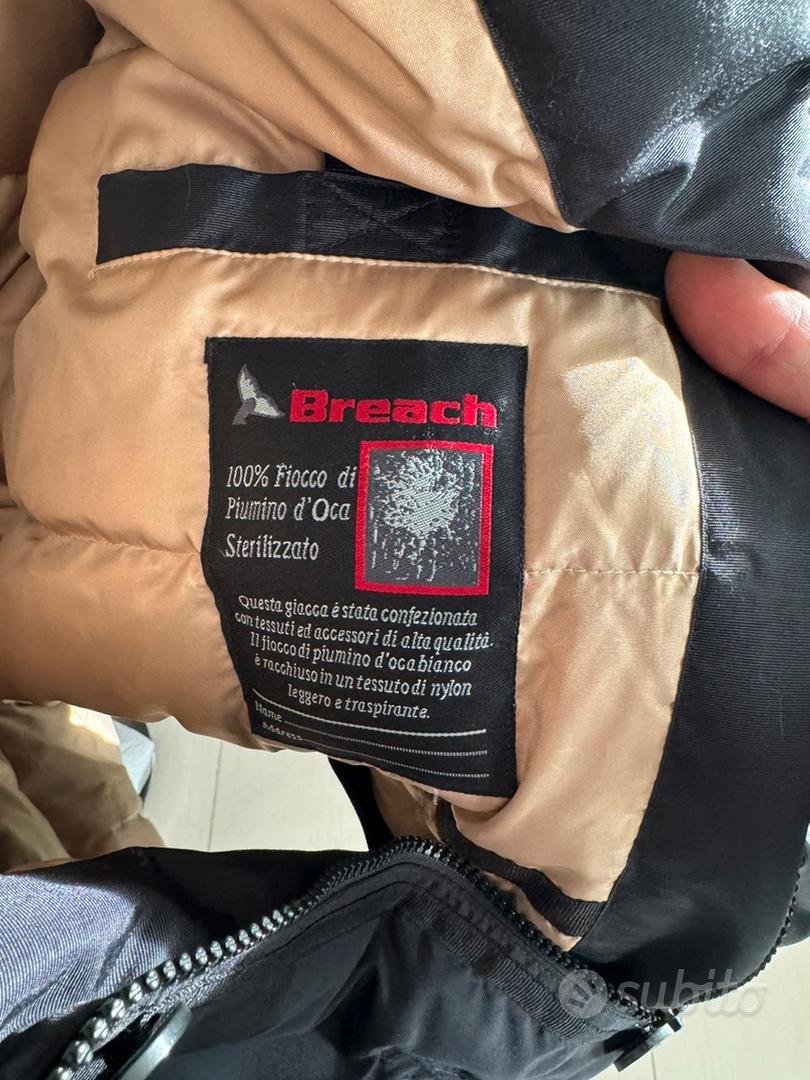 Breach
100% Fiocco di
Piumino d'Oca
Sterilizzato
Questa giacca è stata confezionata
con tessuti ed accessori di alta qualità.
Il fiocco di piumino d'oca bianco
è racchiuso in un tessuto di nylon
leggero e traspirante.
Name
Address
subito